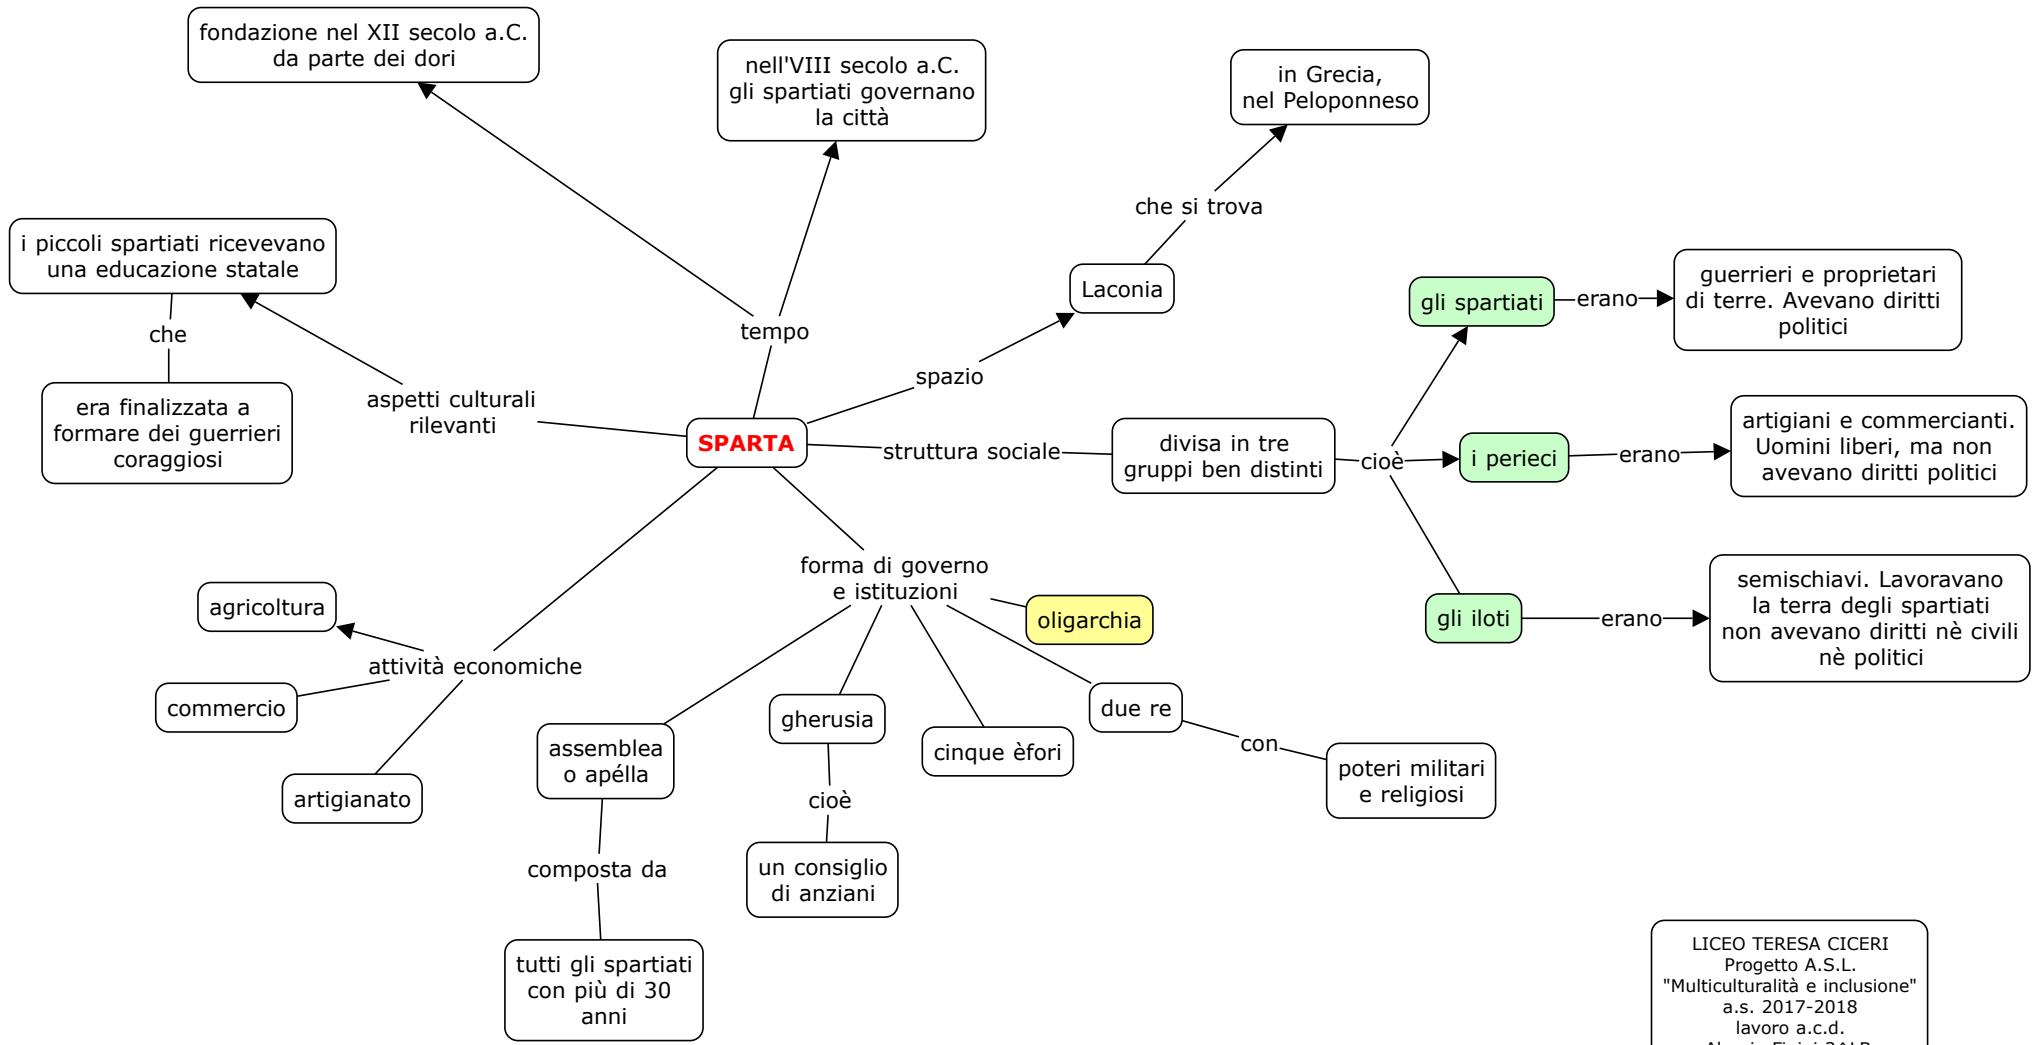 fondazione nel XII secolo a.C.
da parte dei dori
nell'VIII secolo a.C.
gli spartiati governano
la città
in Grecia,
nel Peloponneso
che si trova
i piccoli spartiati ricevevano
una educazione statale
che
era finalizzata a
formare dei guerrieri
coraggiosi
aspetti culturali
rilevanti
tempo
spazio
Laconia
SPARTA
struttura sociale
divisa in tre
gruppi ben distinti
cioè
gli spartiati
erano
guerrieri e proprietari
di terre. Avevano diritti
politici
i perieci
erano
artigiani e commercianti.
Uomini liberi, ma non
avevano diritti politici
gli iloti
erano
semischiavi. Lavoravano
la terra degli spartiati
non avevano diritti nè civili
nè politici
forma di governo
e istituzioni
oligarchia
agricoltura
attività economiche
commercio
artigianato
assemblea
o apélla
composta da
tutti gli spartiati
con più di 30
anni
gherusia
cioè
un consiglio
di anziani
cinque èfori
due re
con
poteri militari
e religiosi
LICEO TERESA CICERI
Progetto A.S.L.
"Multiculturalità e inclusione"
a.s. 2017-2018
lavoro a.c.d.